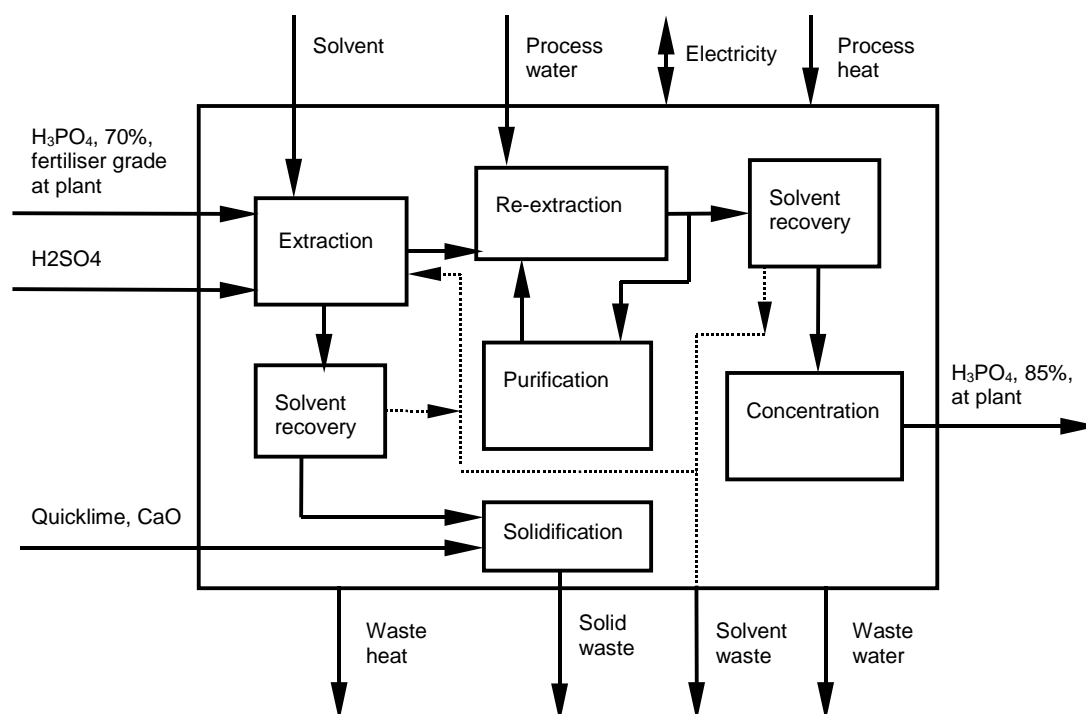 Solvent
Process
water
Electricity
Process
heat
H₃PO₄, 70%,
fertiliser grade
at plant
H2SO4
Extraction
Re-extraction
Solvent
recovery
Solvent
recovery
Purification
Concentration
H₃PO₄, 85%,
at plant
Quicklime, CaO
Solidification
Waste
heat
Solid
waste
Solvent
waste
Waste
water